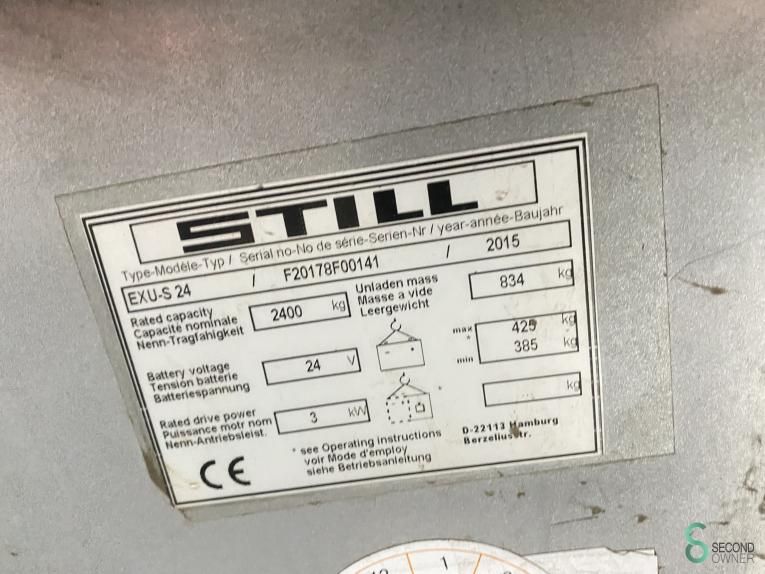 STILL
Type-Modèle-Typ / Serial no-No de série-Serien-Nr / year-année-Baujahr
EXU-S 24 / F20178F00141 / 2015
Rated capacity
Capacité nominale
Nenn-Tragfahigkeit
2400 kg
Unladen mass
Masse a vide
Leergewicht
834 kg
Battery voltage
Tension batterie
Batteriespannung
24 V
max 425 kg
*
min 385 kg
Rated drive power
Puissance motr nom
Nenn-Antriebsleist.
3 kW
*
kg
* see Operating instructions
voir Mode d'employ
siehe Betriebsanleitung
D-22113 Hamburg
Berzeliusstr.
CE
12 1
SECOND
OWNER